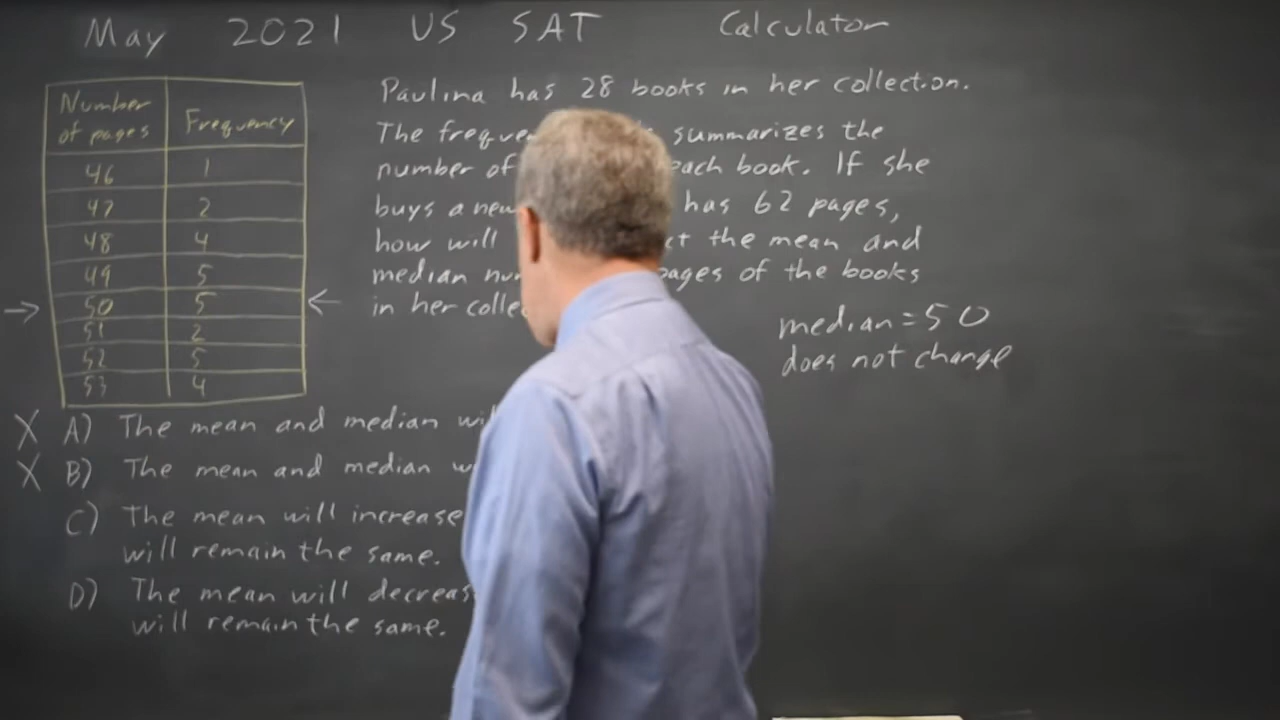 May 2021 US SAT Calculator
Number of pages Frequency
46 1
47 2
48 4
49 5
→ 50 5 ←
51 2
52 5
53 4
Paulina has 28 books in her collection.
The summarizes the
number of each book. If she
buys a new has 62 pages,
how will the mean and
median pages of the books
in her
median = 50
does not change
X A) The mean and median
X B) The mean and median
C) The mean will increase
will remain the same.
D) The mean will
will remain the same.